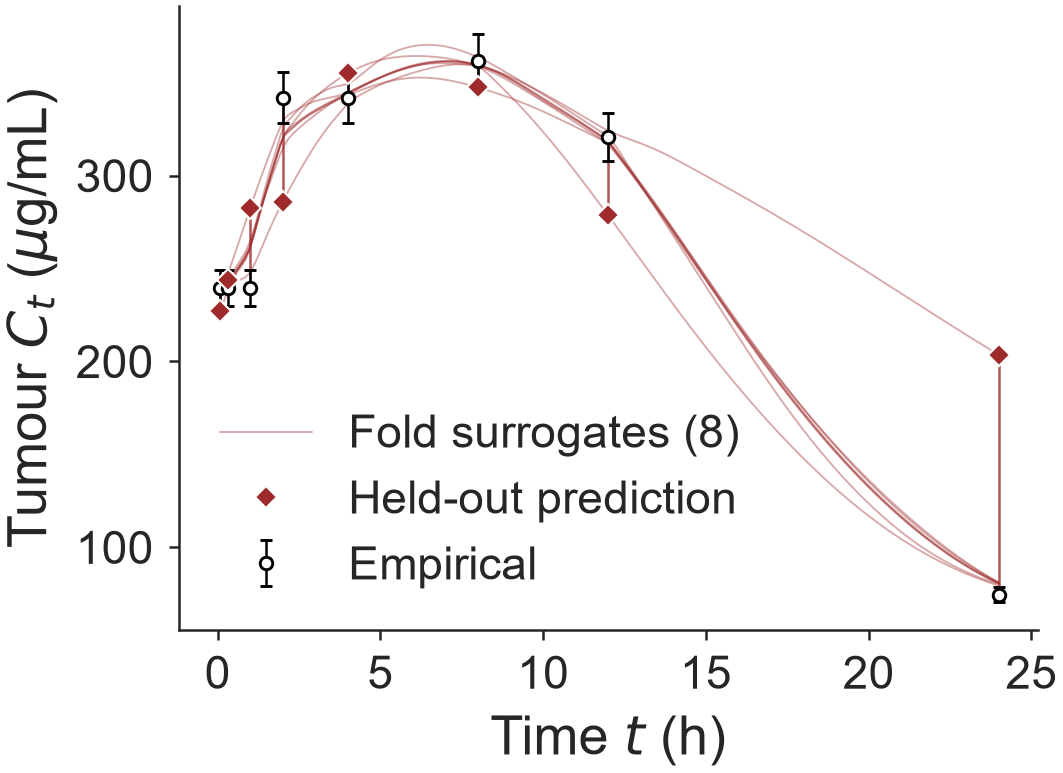 Tumour Cₜ (μg/mL)
300
200
100
Fold surrogates (8)
Held-out prediction
Empirical
0 5 10 15 20 25
Time t (h)